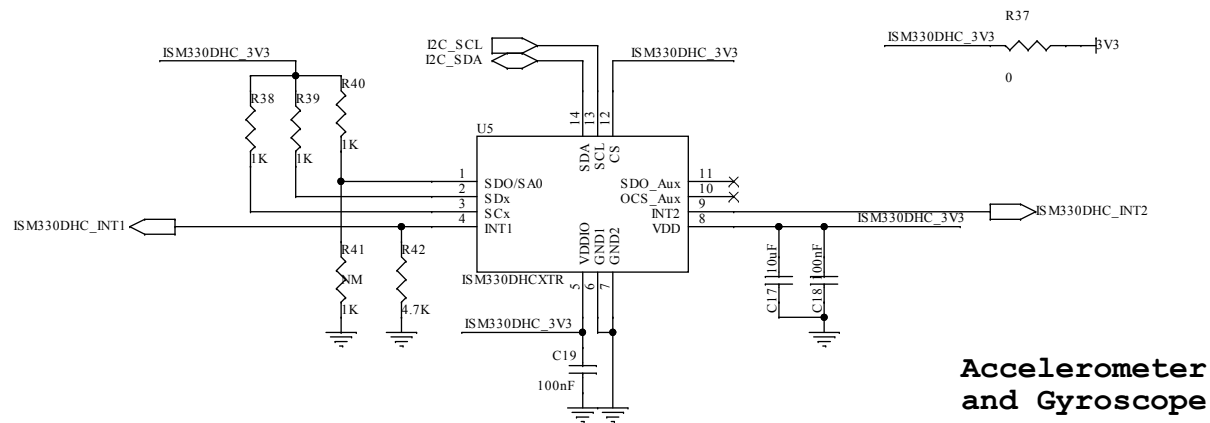 R37
ISM330DHC_3V3
3V3
0
I2C_SCL
I2C_SDA
ISM330DHC_3V3
ISM330DHC_3V3
R38
R39
R40
1K
1K
1K
U5
14
13
12
SDA
SCL
CS
1
SDO/SA0
2
SDx
3
SCx
4
INT1
11
SDO_Aux
10
OCS_Aux
9
INT2
8
VDD
VDDIO
GND1
GND2
5
6
7
ISM330DHCXTR
ISM330DHC_INT1
ISM330DHC_INT2
ISM330DHC_3V3
R41
NM
1K
R42
4.7K
C17
10uF
C18
100nF
ISM330DHC_3V3
C19
100nF
Accelerometer
and Gyroscope